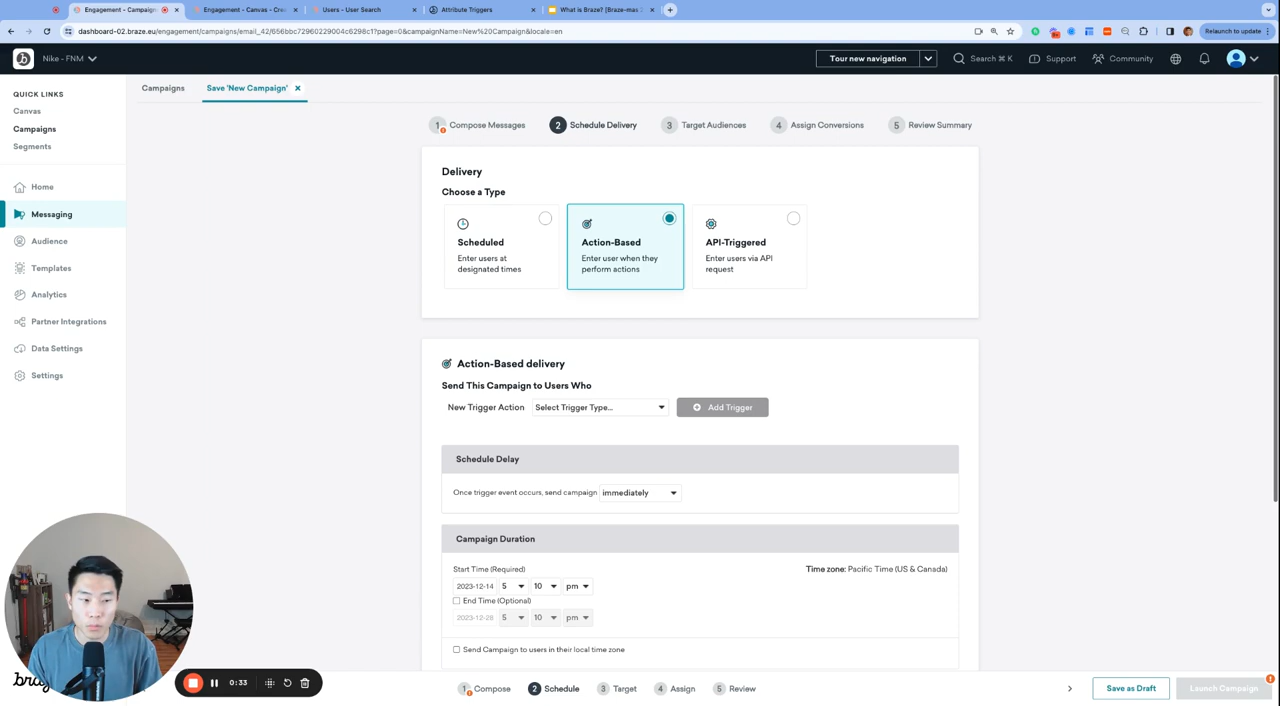 Engagement - Campaign
Engagement - Canvas - Cre
Users - User Search
Attribute Triggers
What is Braze? [Braze-mas 2
dashboard-02.braze.eu/engagement/campaigns/email_42/656bbc72960229004c6298c1?page=0&campaignName=New%20Campaign&locale=en
Relaunch to update
Nike - FNM
Tour new navigation
Search ⌘ K
Support
Community
QUICK LINKS
Canvas
Campaigns
Segments
Home
Messaging
Audience
Templates
Analytics
Partner Integrations
Data Settings
Settings
Campaigns
Save 'New Campaign'
1 Compose Messages
2 Schedule Delivery
3 Target Audiences
4 Assign Conversions
5 Review Summary
Delivery
Choose a Type
Scheduled
Enter users at
designated times
Action-Based
Enter user when they
perform actions
API-Triggered
Enter users via API
request
Action-Based delivery
Send This Campaign to Users Who
New Trigger Action Select Trigger Type... Add Trigger
Schedule Delay
Once trigger event occurs, send campaign immediately
Campaign Duration
Start Time (Required)
Time zone: Pacific Time (US & Canada)
2023-12-14 5 10 pm
End Time (Optional)
2023-12-28 5 10 pm
Send Campaign to users in their local time zone
0:33
1 Compose
2 Schedule
3 Target
4 Assign
5 Review
Save as Draft
Launch Campaign